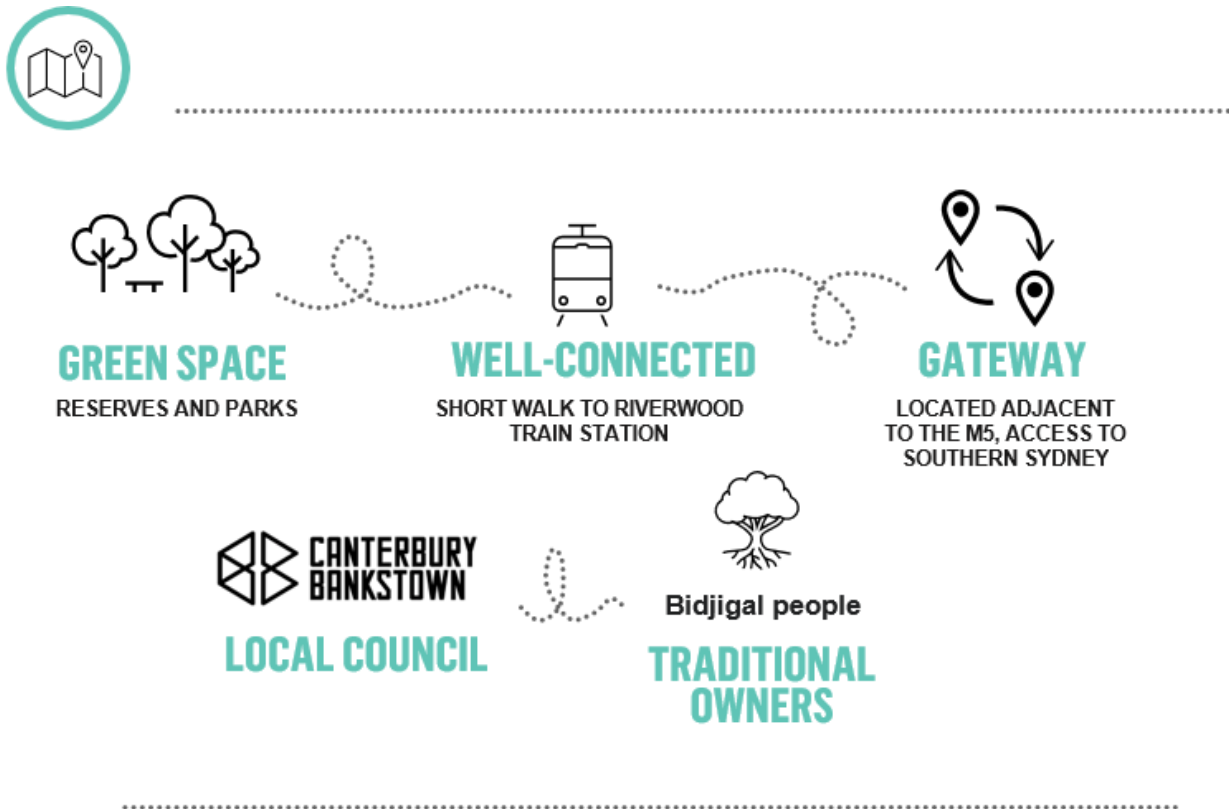 GREEN SPACE
RESERVES AND PARKS
WELL-CONNECTED
SHORT WALK TO RIVERWOOD
TRAIN STATION
GATEWAY
LOCATED ADJACENT
TO THE M5, ACCESS TO
SOUTHERN SYDNEY
CANTERBURY
BANKSTOWN
LOCAL COUNCIL
Bidjigal people
TRADITIONAL
OWNERS